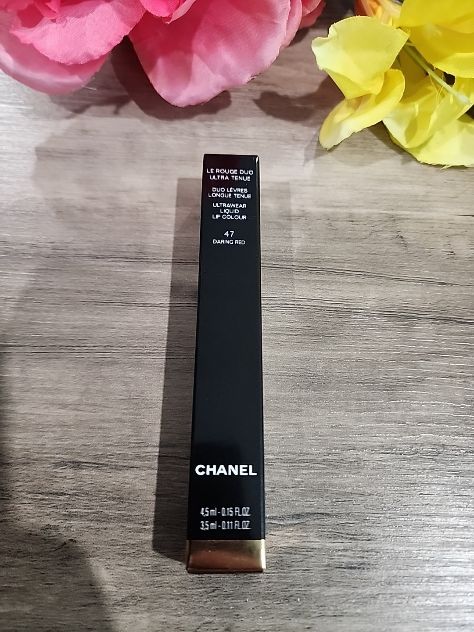 LE ROUGE DUO
ULTRA TENUE
DUO LÈVRES
LONGUE TENUE
ULTRAWEAR
LIQUID
LIP COLOUR
47
DARING RED
CHANEL
4,5 ml - 0.15 FL.OZ.
3,5 ml - 0.11 FL.OZ.